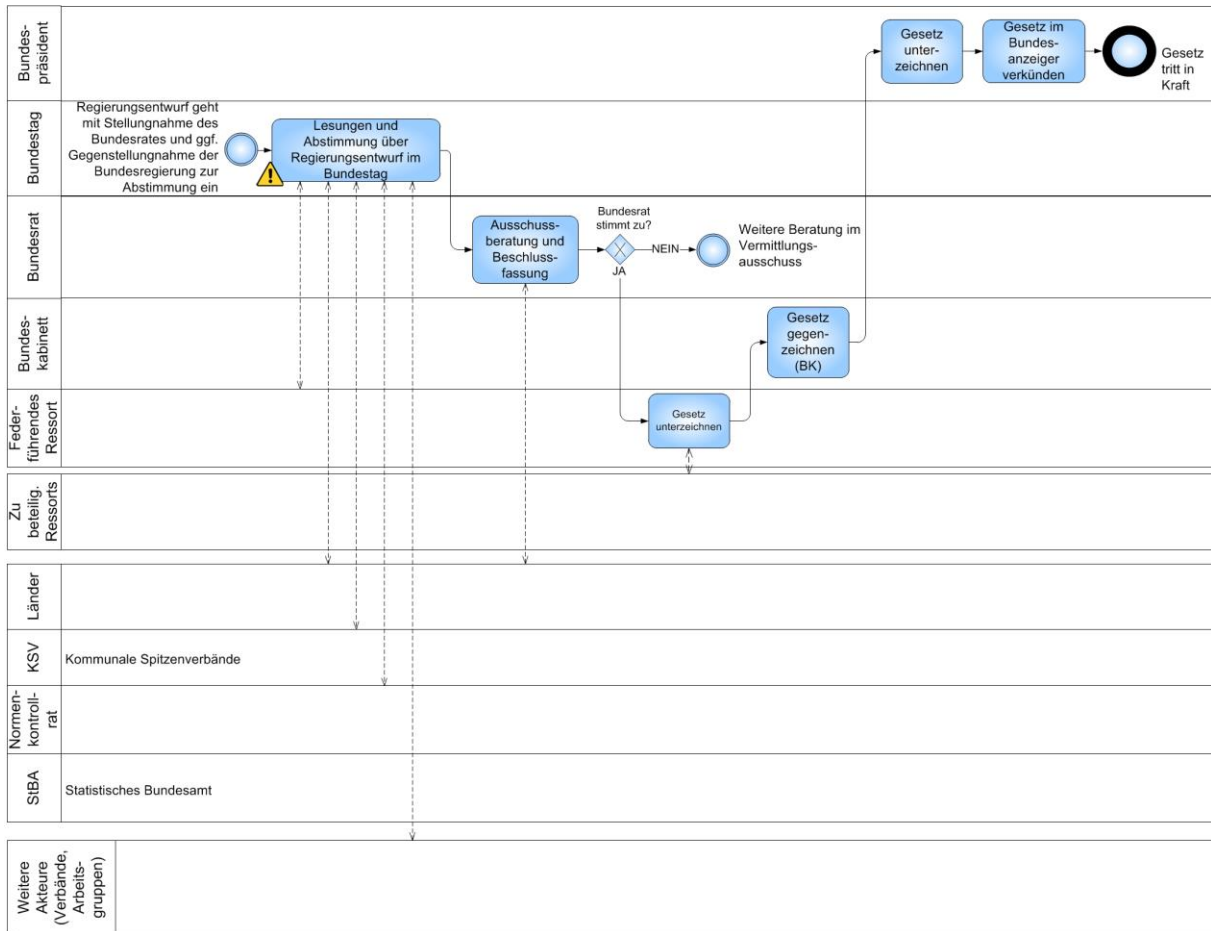 Bundes-
präsident
Gesetz
unter-
zeichnen
Gesetz im
Bundes-
anzeiger
verkünden
Gesetz
tritt in
Kraft
Bundestag
Regierungsentwurf geht
mit Stellungnahme des
Bundesrates und ggf.
Gegenstellungnahme der
Bundesregierung zur
Abstimmung ein
Lesungen und
Abstimmung über
Regierungsentwurf im
Bundestag
Bundesrat
Ausschuss-
beratung und
Beschluss-
fassung
Bundesrat
stimmt zu?
NEIN
JA
Weitere Beratung im
Vermittlungs-
ausschuss
Bundes-
kabinett
Gesetz
gegen-
zeichnen
(BK)
Feder-
führendes
Ressort
Gesetz
unterzeichnen
Zu
beteilig.
Ressorts
Länder
KSV
Kommunale Spitzenverbände
Normen-
kontroll-
rat
StBA
Statistisches Bundesamt
Weitere
Akteure
(Verbände,
Arbeits-
gruppen)